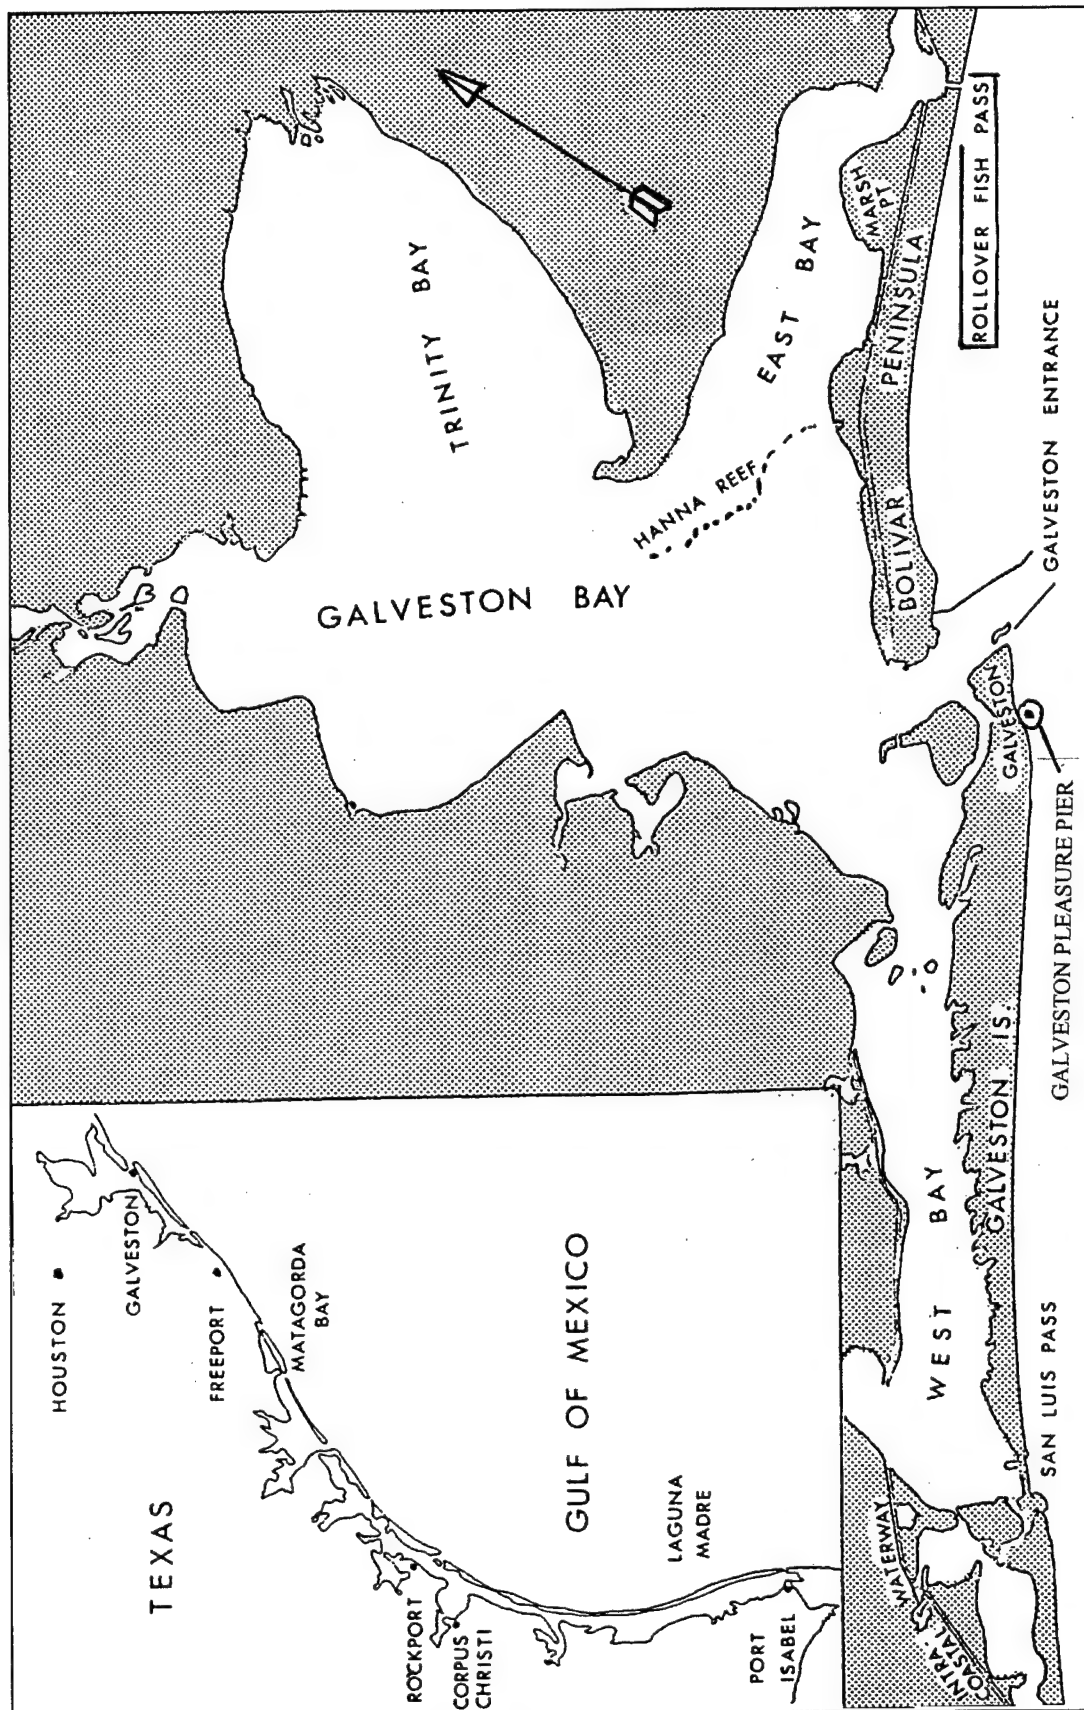 HOUSTON
GALVESTON
FREEPORT
MATAGORDA
BAY
TEXAS
ROCKPORT
CORPUS
CHRISTI
GULF OF MEXICO
LAGUNA
MADRE
PORT
ISABEL
TRINITY BAY
GALVESTON BAY
HANNA REEF
EAST BAY
MARSH
PT.
BOLIVAR PENINSULA
ROLLOVER FISH PASS
GALVESTON ENTRANCE
GALVESTON
GALVESTON PLEASURE PIER
GALVESTON IS.
WEST BAY
SAN LUIS PASS
INTRA-
COASTAL
WATERWAY